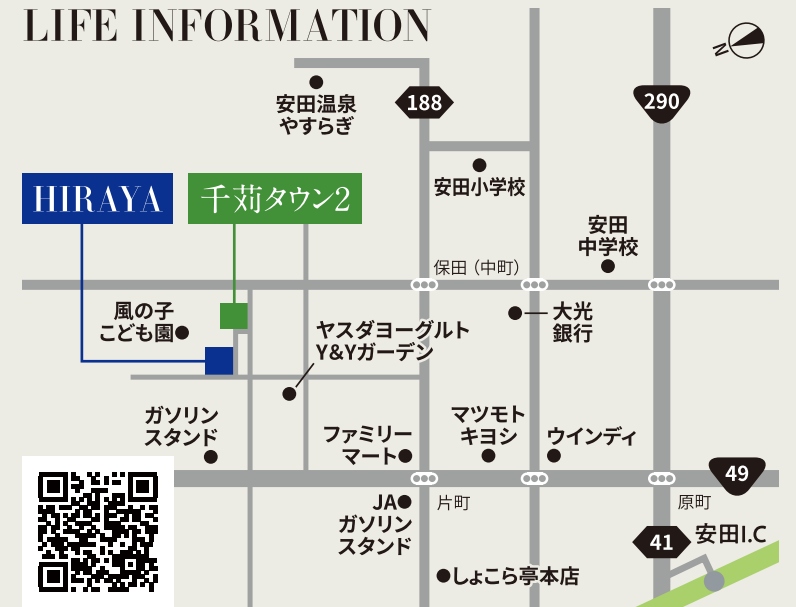 LIFE INFORMATION
N
安田温泉
やすらぎ
188
290
安田小学校
HIRAYA
千苅タウン2
安田
中学校
保田（中町）
風の子
こども園
大光
銀行
ヤスダヨーグルト
Y&Yガーデン
ガソリン
スタンド
ファミリー
マート
マツモト
キヨシ
ウインディ
49
JA
ガソリン
スタンド
片町
原町
41
安田I.C
しょこら亭本店